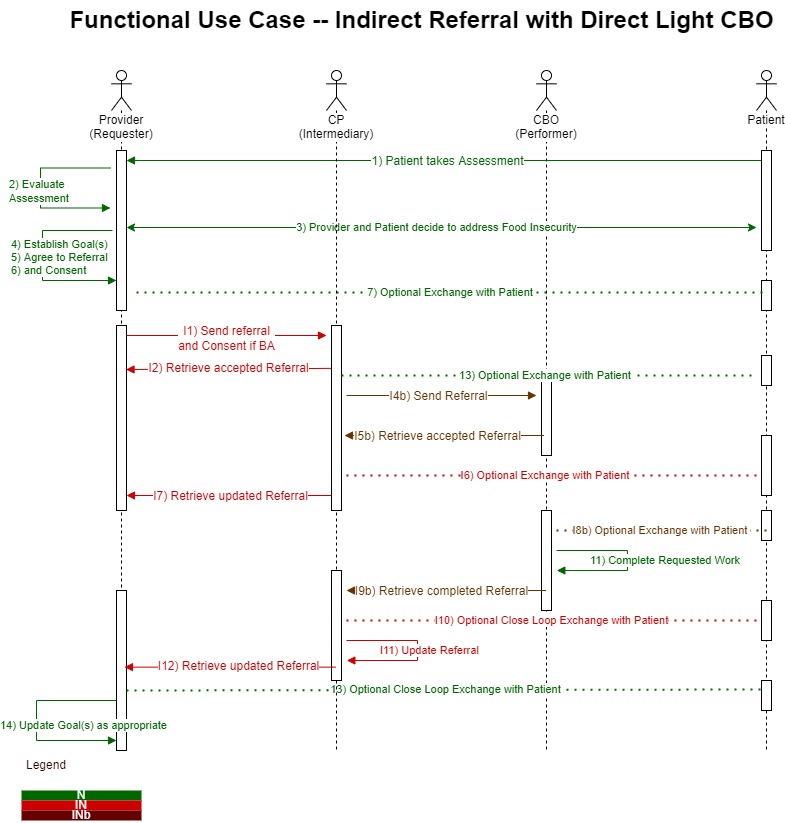 Functional Use Case -- Indirect Referral with Direct Light CBO
Provider
(Requester)
CP
(Intermediary)
CBO
(Performer)
Patient
1) Patient takes Assessment
2) Evaluate
Assessment
3) Provider and Patient decide to address Food Insecurity
4) Establish Goal(s)
5) Agree to Referral
6) and Consent
7) Optional Exchange with Patient
I1) Send referral
and Consent if BA
I2) Retrieve accepted Referral
13) Optional Exchange with Patient
I4b) Send Referral
I5b) Retrieve accepted Referral
I6) Optional Exchange with Patient
I7) Retrieve updated Referral
I8b) Optional Exchange with Patient
11) Complete Requested Work
I9b) Retrieve completed Referral
I10) Optional Close Loop Exchange with Patient
I11) Update Referral
I12) Retrieve updated Referral
13) Optional Close Loop Exchange with Patient
14) Update Goal(s) as appropriate
Legend
N
IN
INb